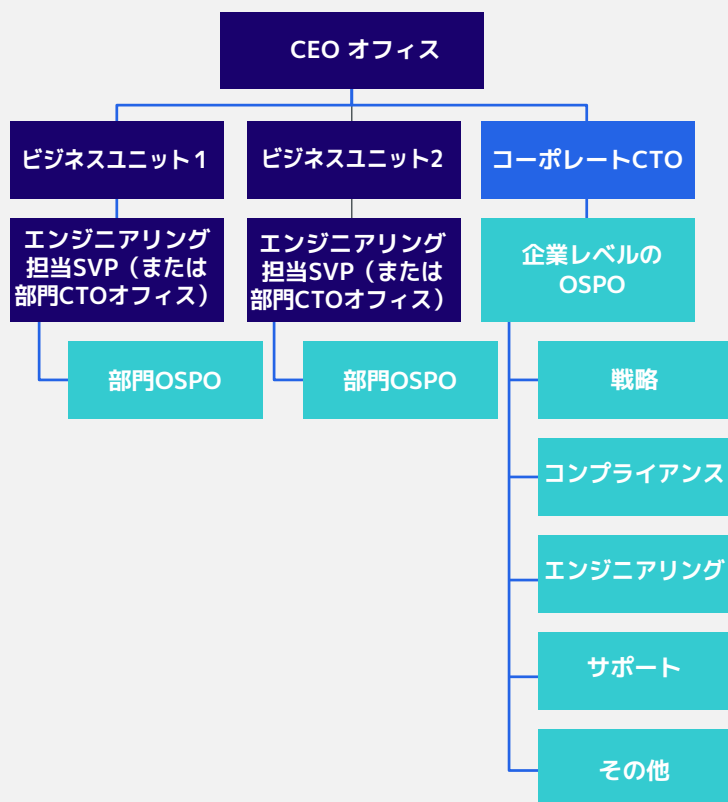 CEO オフィス
ビジネスユニット1
ビジネスユニット2
コーポレートCTO
エンジニアリング
担当SVP（または
部門CTOオフィス）
エンジニアリング
担当SVP（または
部門CTOオフィス）
企業レベルの
OSPO
部門OSPO
部門OSPO
戦略
コンプライアンス
エンジニアリング
サポート
その他